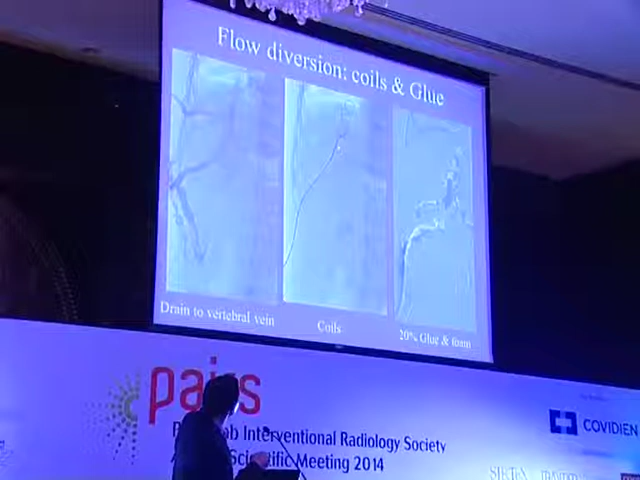 Flow diversion: coils & Glue
Drain to vertebral vein
Coils
20% Glue & foam
pairs
Interventional Radiology Society
Meeting 2014
COVIDIEN